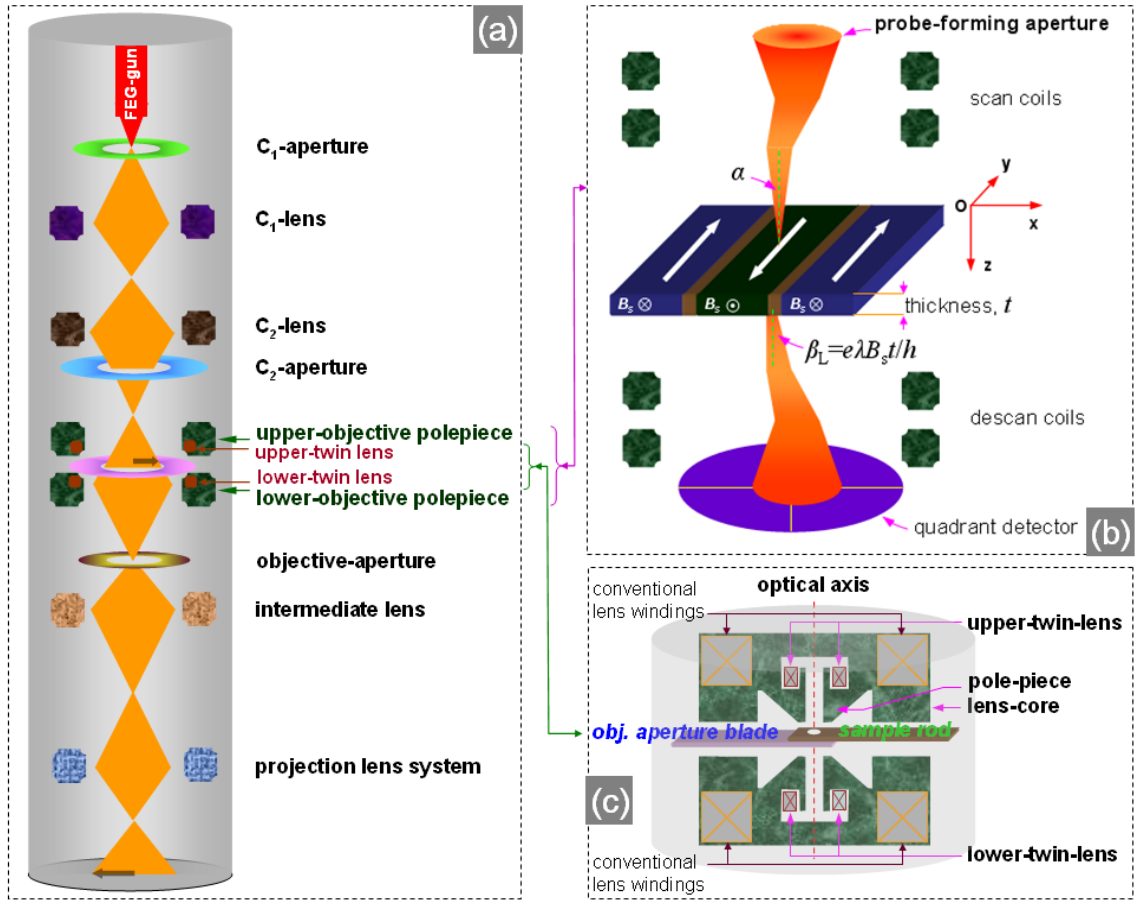 (a)
FEG-gun
C₁-aperture
C₁-lens
C₂-lens
C₂-aperture
upper-objective polepiece
upper-twin lens
lower-twin lens
lower-objective polepiece
objective-aperture
intermediate lens
projection lens system
probe-forming aperture
scan coils
α
y
O
x
z
Bₛ ⊗
Bₛ ⊙
Bₛ ⊗
thickness, t
β_L=eλBₛt/h
descan coils
quadrant detector
(b)
conventional
lens windings
optical axis
upper-twin-lens
pole-piece
lens-core
obj. aperture blade
sample rod
(c)
lower-twin-lens
conventional
lens windings